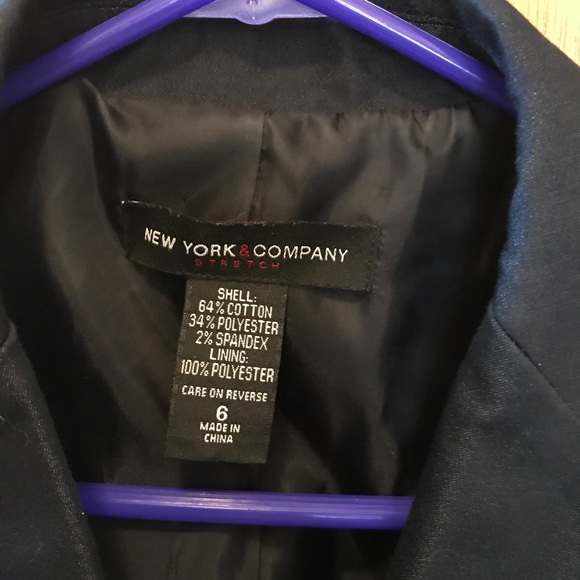 NEW YORK & COMPANY
STRETCH
SHELL:
64% COTTON
34% POLYESTER
2% SPANDEX
LINING:
100% POLYESTER
CARE ON REVERSE
6
MADE IN
CHINA